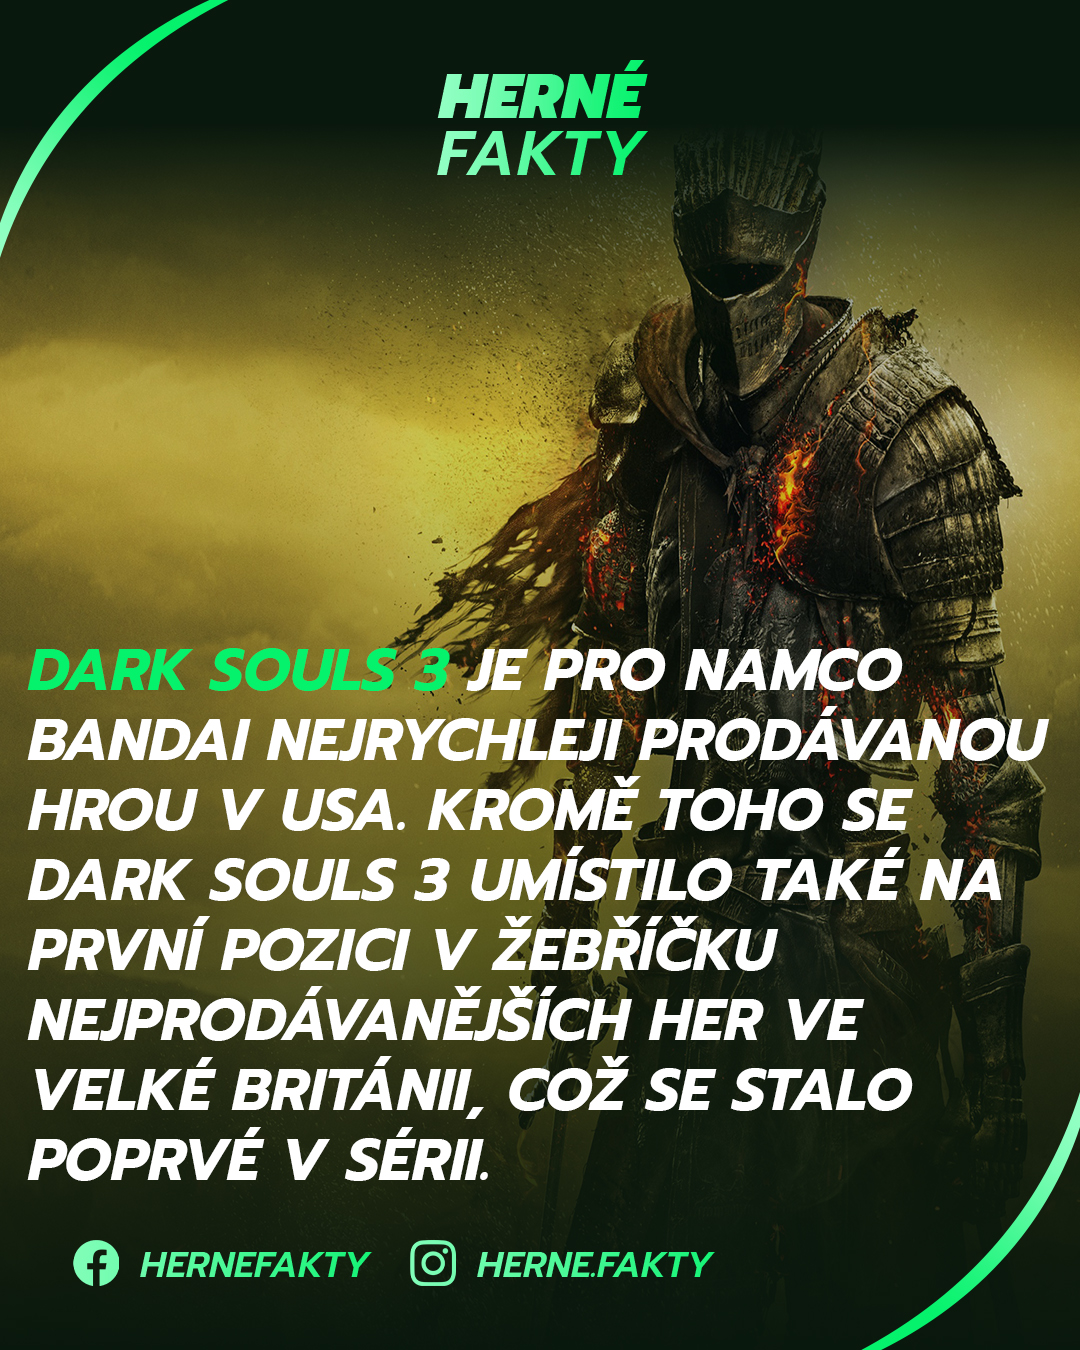 HERNÉ
FAKTY
DARK SOULS 3 JE PRO NAMCO
BANDAI NEJRYCHLEJI PRODÁVANOU
HROU V USA. KROMĚ TOHO SE
DARK SOULS 3 UMÍSTILO TAKÉ NA
PRVNÍ POZICI V ŽEBŘÍČKU
NEJPRODÁVANĚJŠÍCH HER VE
VELKÉ BRITÁNII, COŽ SE STALO
POPRVÉ V SÉRII.
HERNEFAKTY HERNE.FAKTY